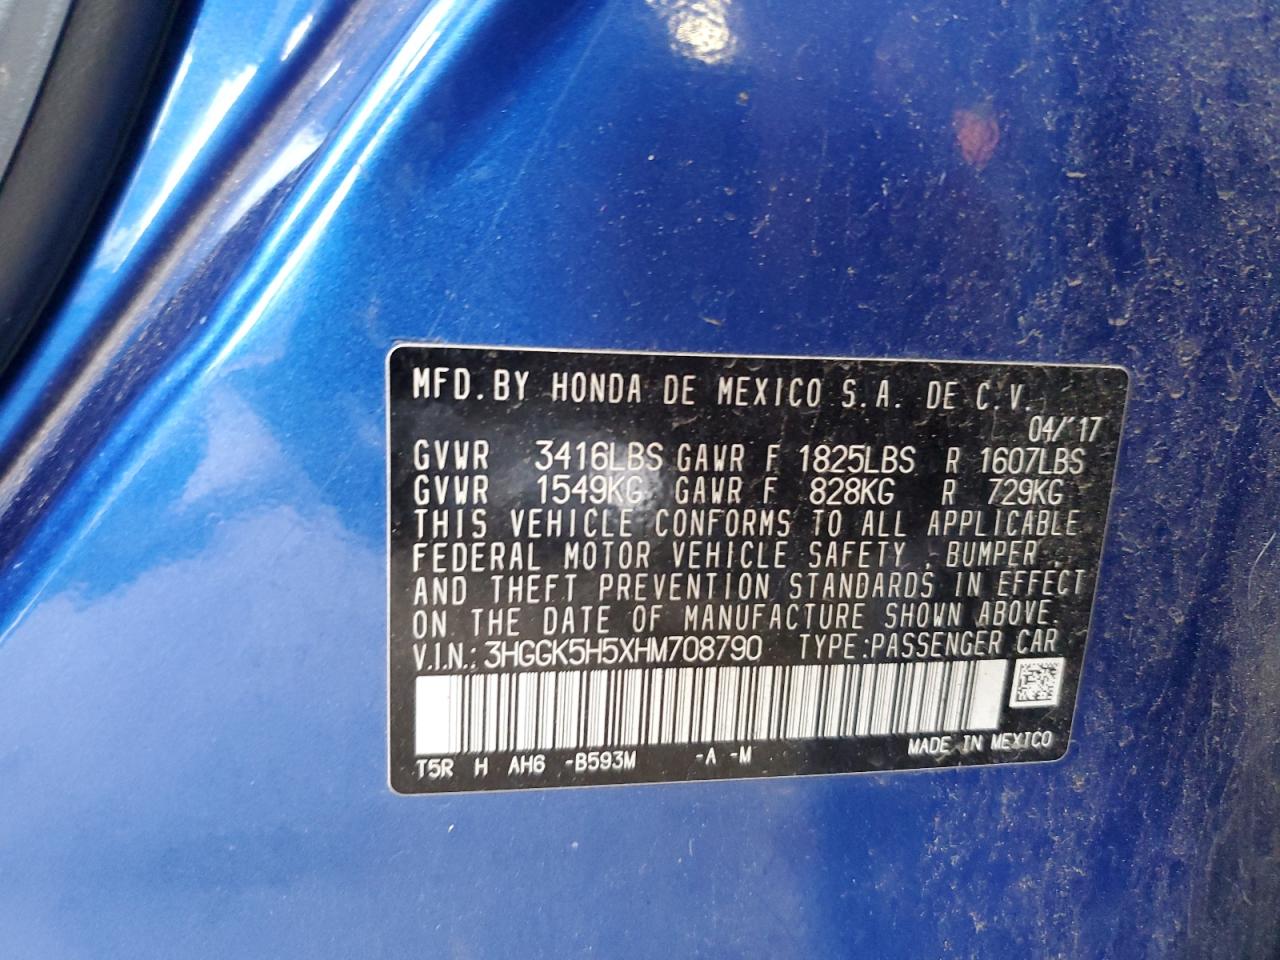 MFD.BY HONDA DE MEXICO S.A. DE C.V.
04/'17
GVWR 3416LBS GAWR F 1825LBS R 1607LBS
GVWR 1549KG GAWR F 828KG R 729KG
THIS VEHICLE CONFORMS TO ALL APPLICABLE
FEDERAL MOTOR VEHICLE SAFETY , BUMPER ,
AND THEFT PREVENTION STANDARDS IN EFFECT
ON THE DATE OF MANUFACTURE SHOWN ABOVE.
V.I.N.: 3HGGK5H5XHM708790 TYPE:PASSENGER CAR
MADE IN MEXICO
T5R H AH6 -B593M -A -M